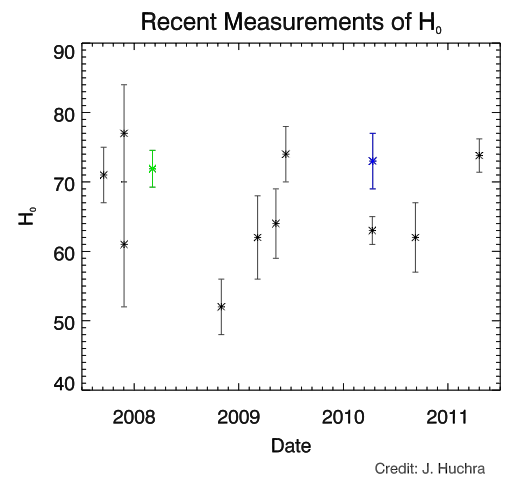 Recent Measurements of H₀
90
80
70
60
50
40
H₀
2008 2009 2010 2011
Date
Credit: J. Huchra